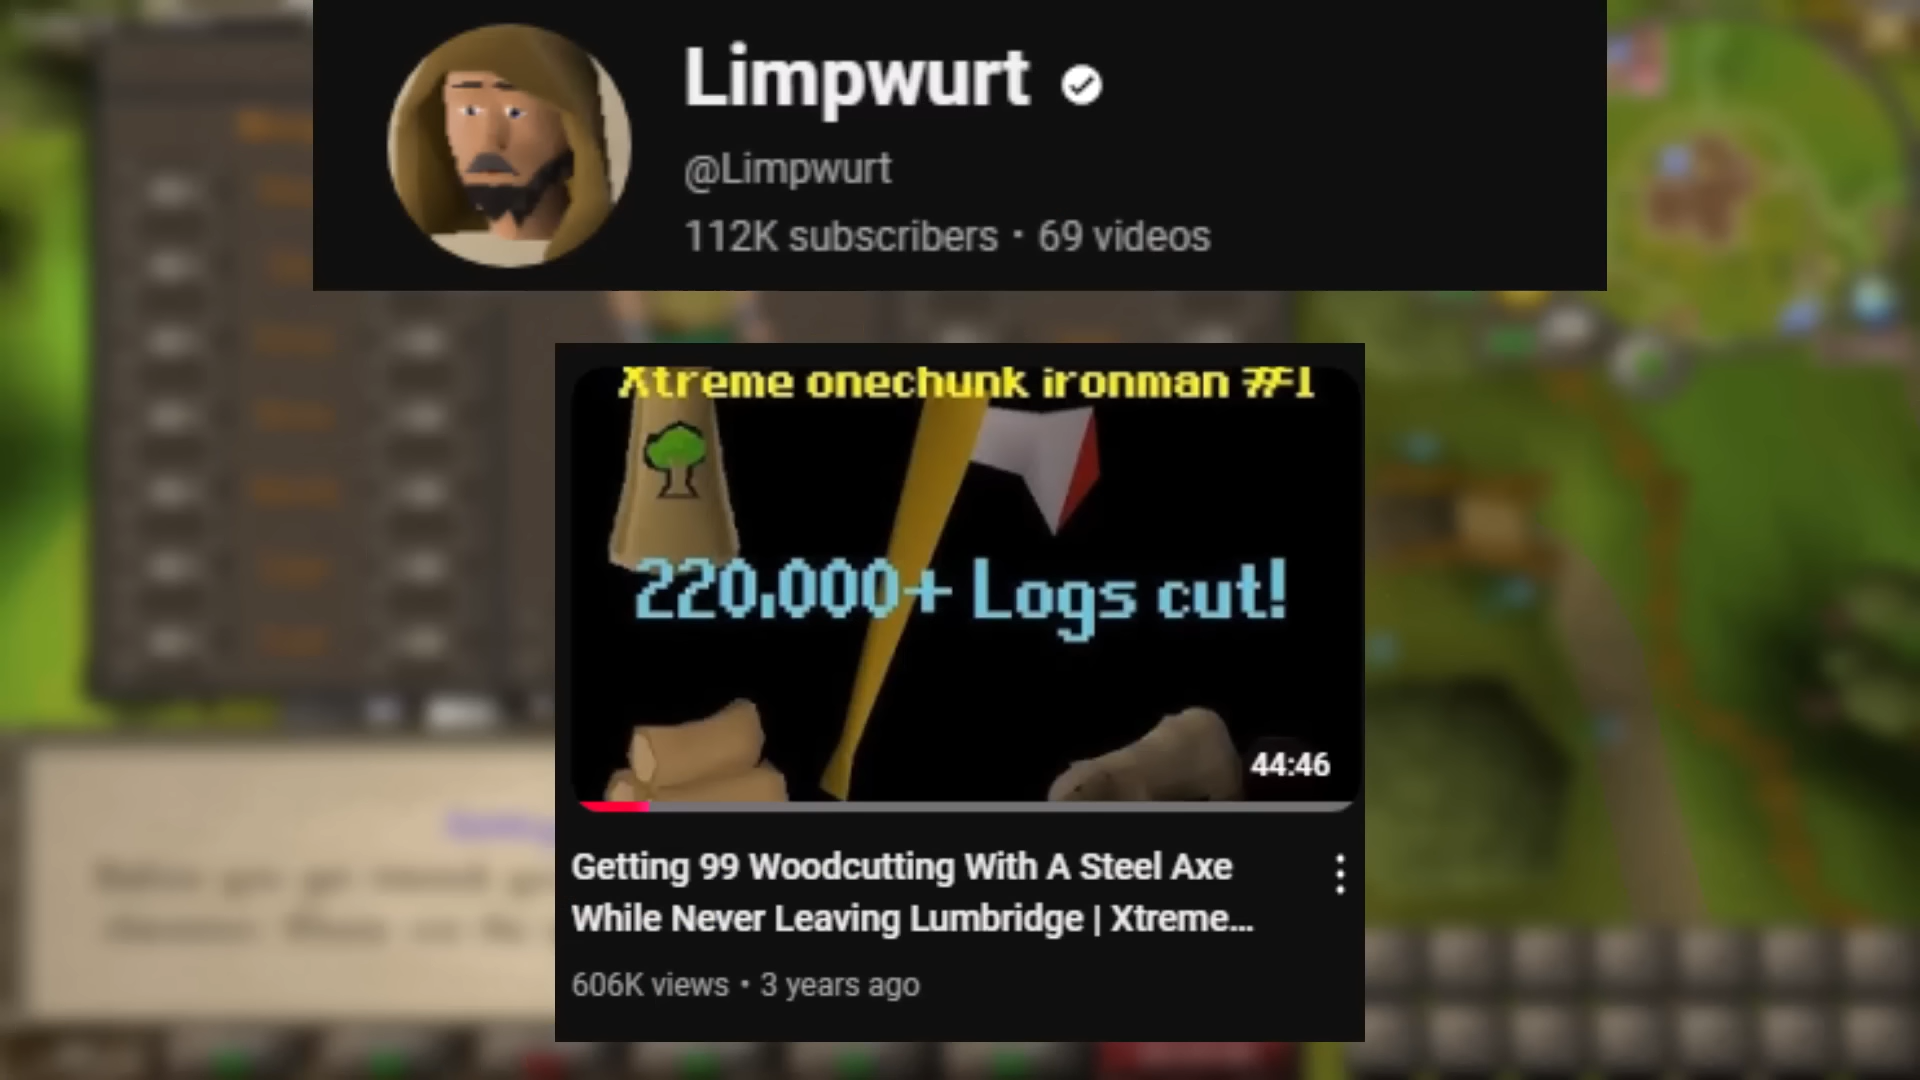 Limpwurt
@Limpwurt
112K subscribers • 69 videos
Xtreme onechunk ironman #1
220.000+ Logs cut!
44:46
Getting 99 Woodcutting With A Steel Axe
While Never Leaving Lumbridge | Xtreme...
606K views • 3 years ago